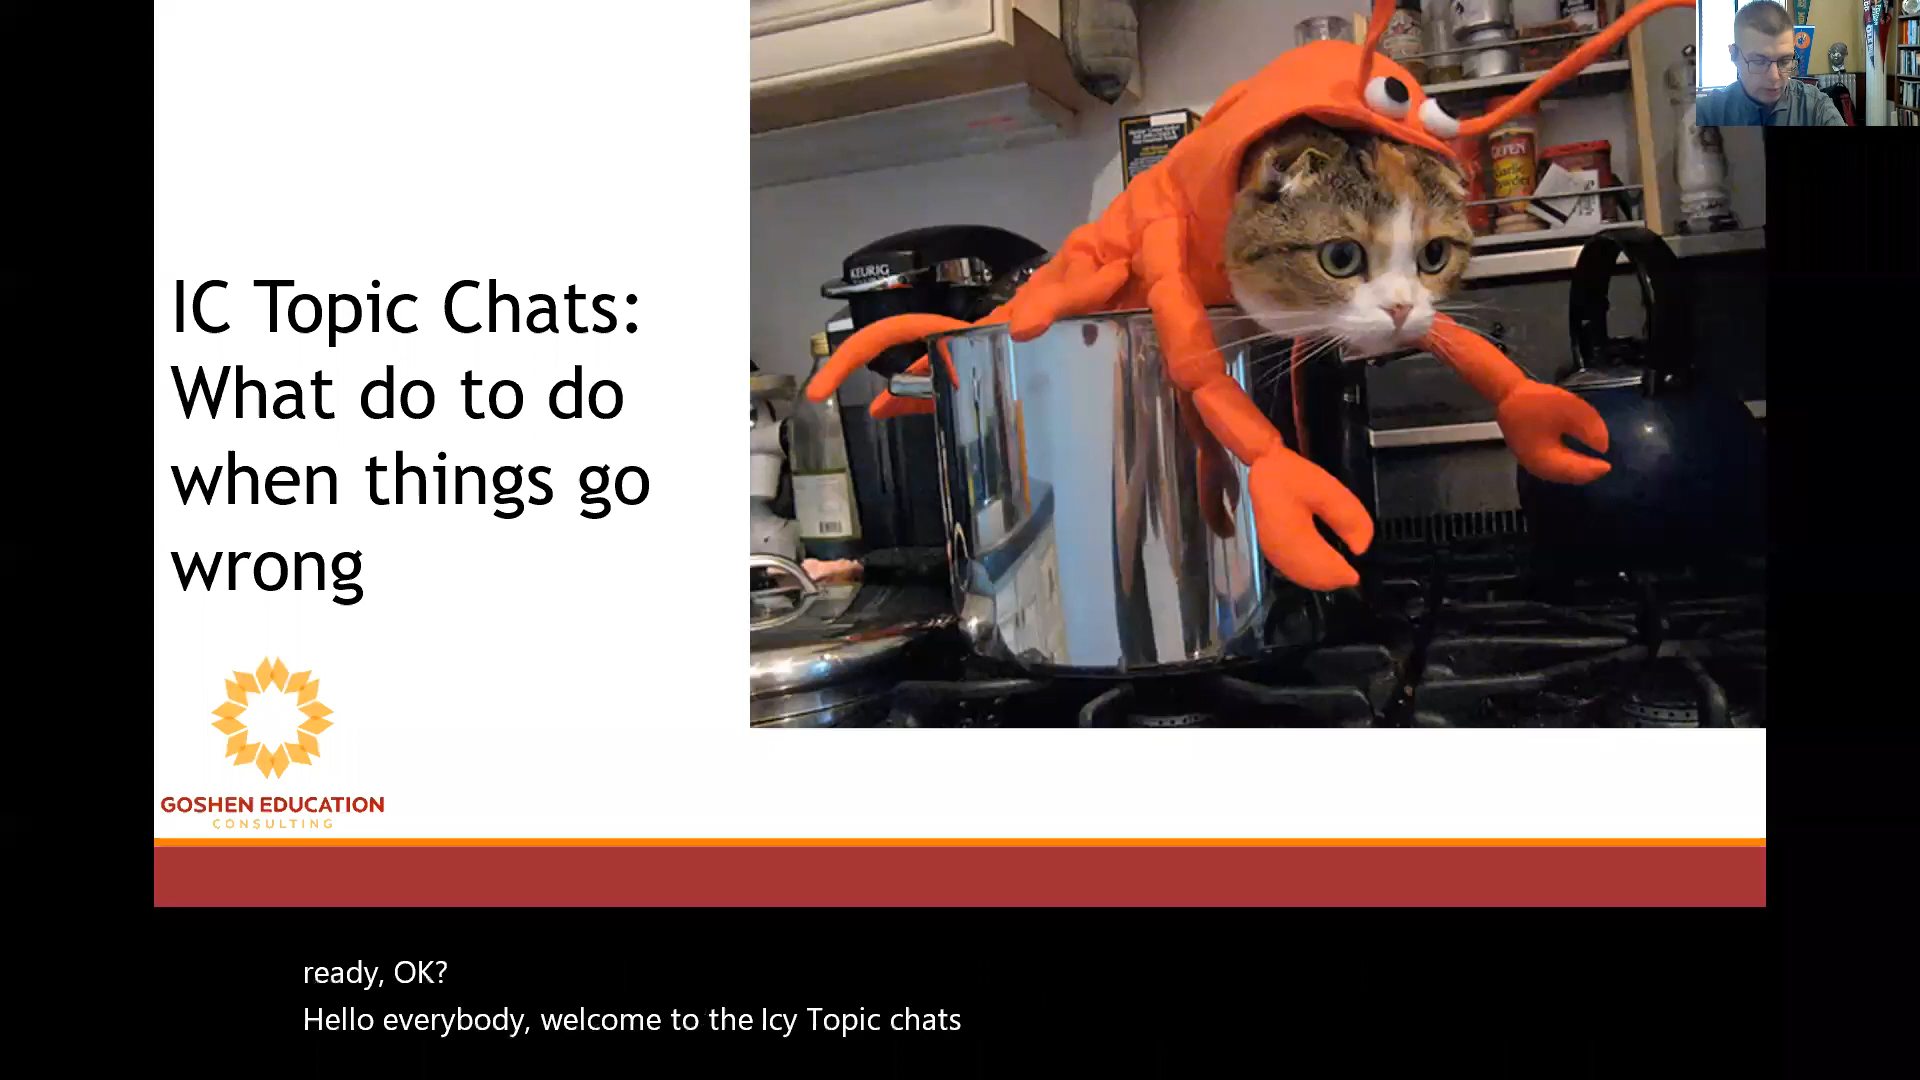 IC Topic Chats:
What do to do
when things go
wrong
KEURIG
GOSHEN EDUCATION
CONSULTING
ready, OK?
Hello everybody, welcome to the Icy Topic chats